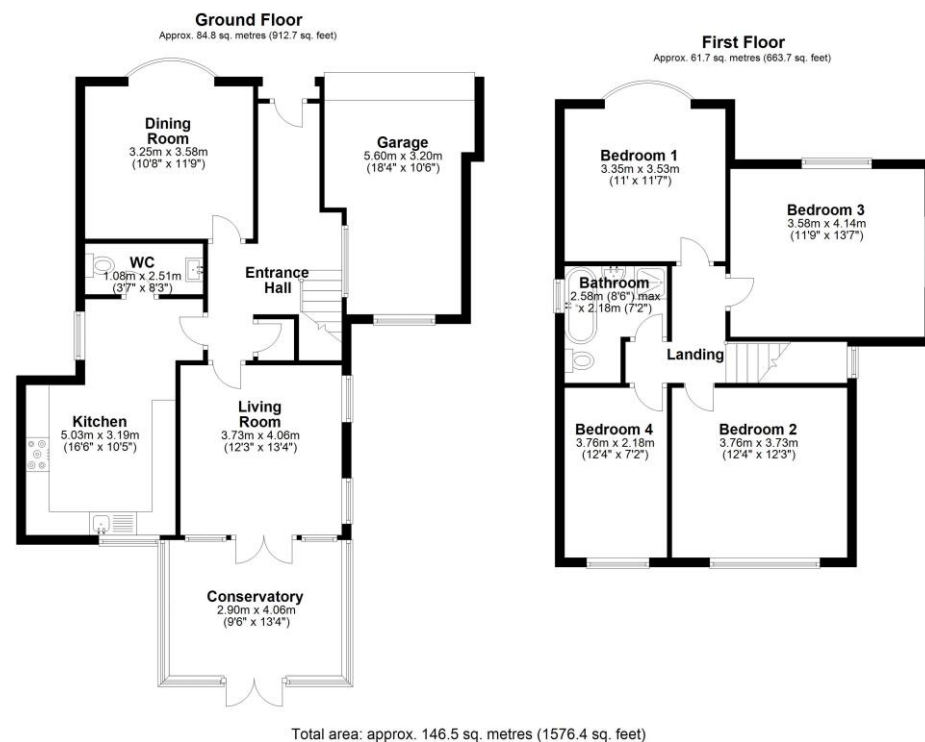 Ground Floor
Approx. 84.8 sq. metres (912.7 sq. feet)
Dining
Room
3.25m x 3.58m
(10'8" x 11'9")
Garage
5.60m x 3.20m
(18'4" x 10'6")
WC
1.08m x 2.51m
(3'7" x 8'3")
Entrance
Hall
Kitchen
5.03m x 3.19m
(16'6" x 10'5")
Living
Room
3.73m x 4.06m
(12'3" x 13'4")
Conservatory
2.90m x 4.06m
(9'6" x 13'4")
First Floor
Approx. 61.7 sq. metres (663.7 sq. feet)
Bedroom 1
3.35m x 3.53m
(11' x 11'7")
Bedroom 3
3.58m x 4.14m
(11'9" x 13'7")
Bathroom
2.58m (8'6") max
x 2.18m (7'2")
Landing
Bedroom 4
3.76m x 2.18m
(12'4" x 7'2")
Bedroom 2
3.76m x 3.73m
(12'4" x 12'3")
Total area: approx. 146.5 sq. metres (1576.4 sq. feet)